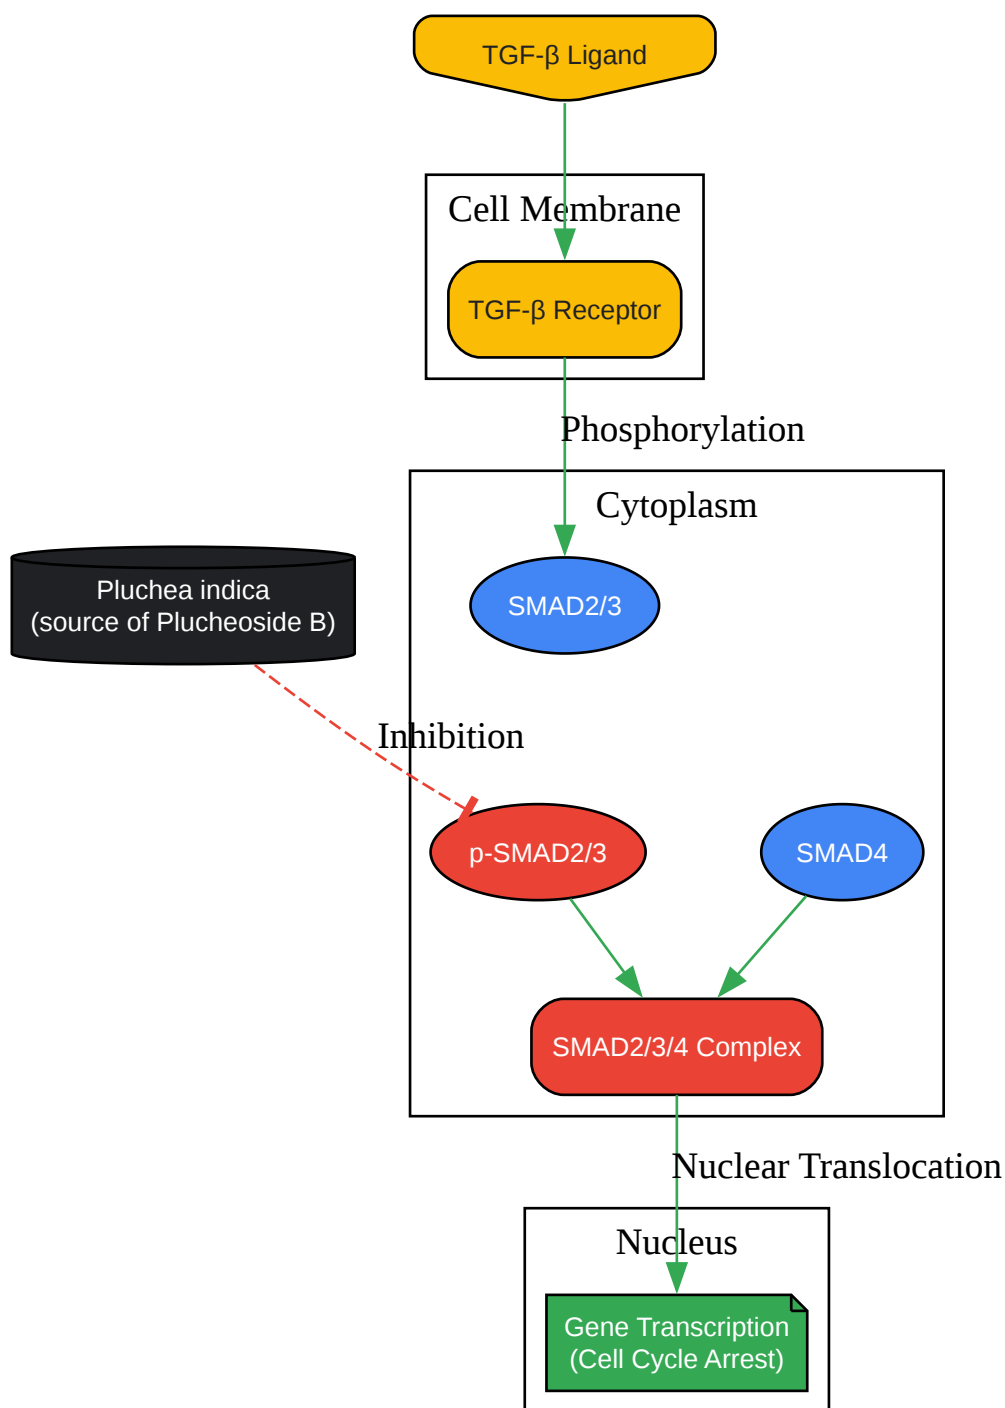 TGF-β Ligand
Cell Membrane
TGF-β Receptor
Phosphorylation
Cytoplasm
Pluchea indica
(source of Plucheoside B)
SMAD2/3
Inhibition
p-SMAD2/3
SMAD4
SMAD2/3/4 Complex
Nuclear Translocation
Nucleus
Gene Transcription
(Cell Cycle Arrest)